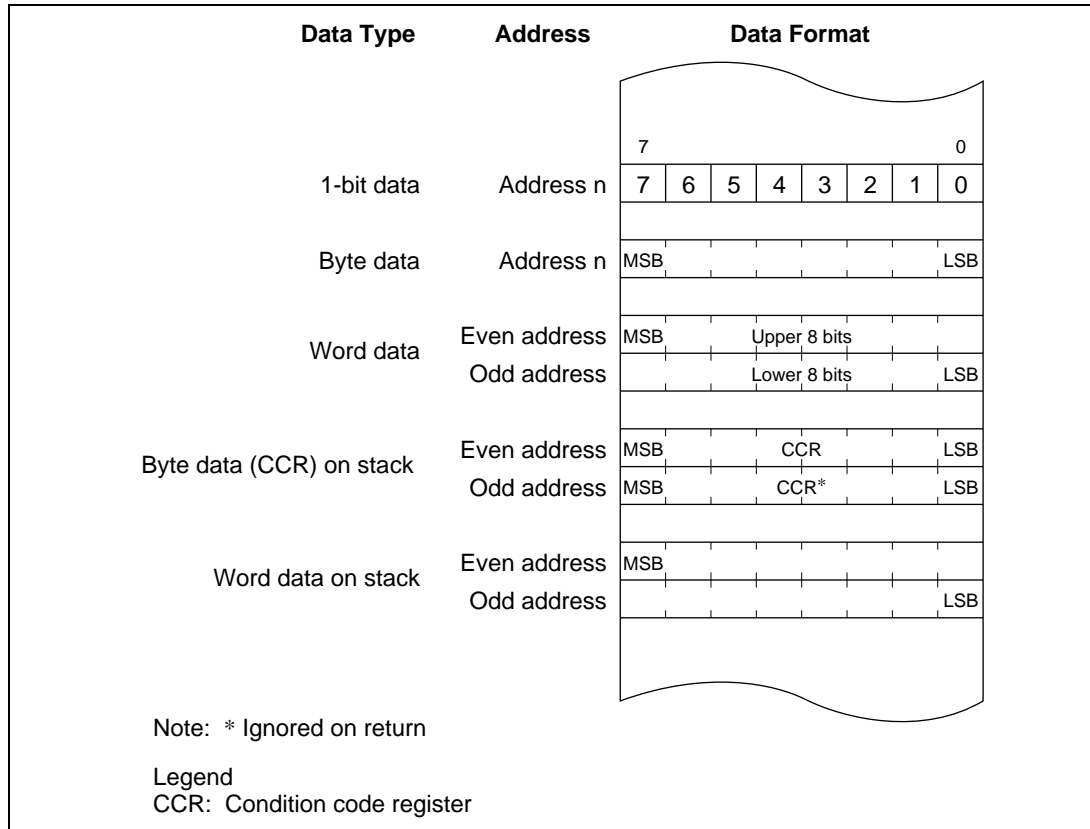 Data Type Address Data Format
7 0
1-bit data Address n 7 6 5 4 3 2 1 0
Byte data Address n MSB LSB
Word data
Even address MSB Upper 8 bits
Odd address Lower 8 bits LSB
Byte data (CCR) on stack
Even address MSB CCR LSB
Odd address MSB CCR* LSB
Word data on stack
Even address MSB
Odd address LSB
Note: * Ignored on return
Legend
CCR: Condition code register